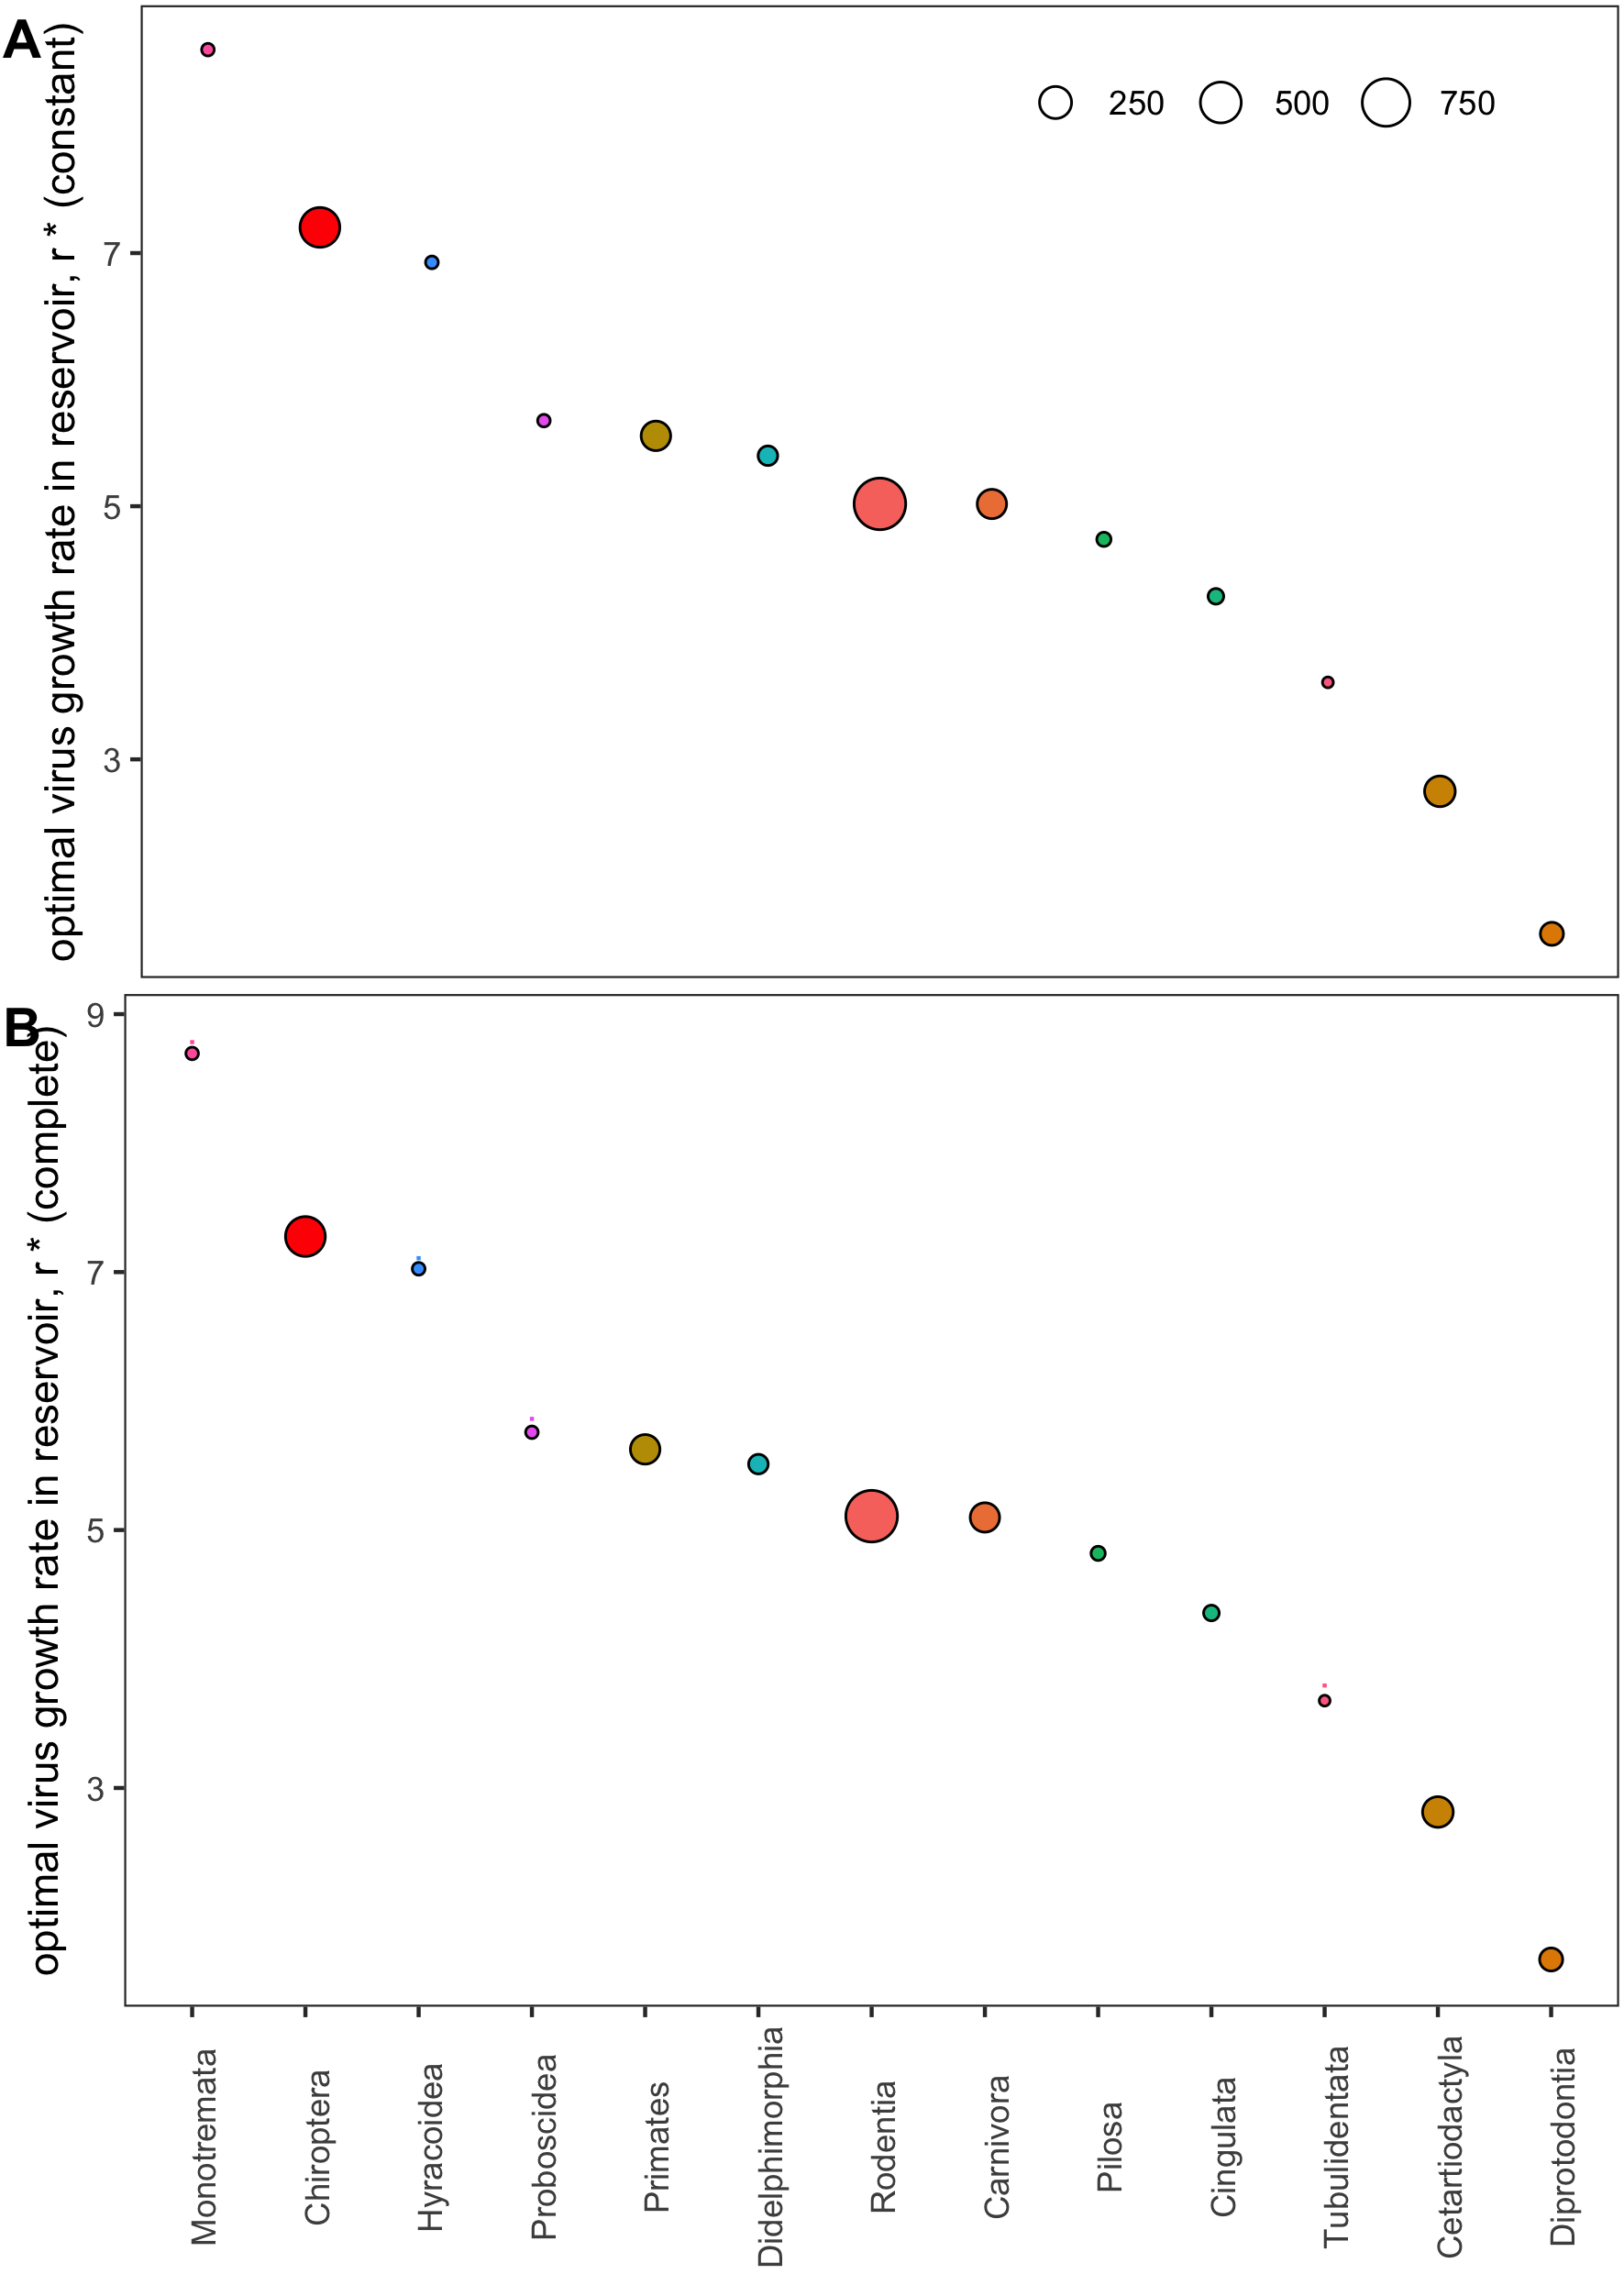 A
optimal virus growth rate in reservoir, r * (constant)
250 500 750
7
5
3
B
optimal virus growth rate in reservoir, r * (complete)
9
7
5
3
Monotremata
Chiroptera
Hyracoidea
Proboscidea
Primates
Didelphimorphia
Rodentia
Carnivora
Pilosa
Cingulata
Tubulidentata
Cetartiodactyla
Diprotodontia